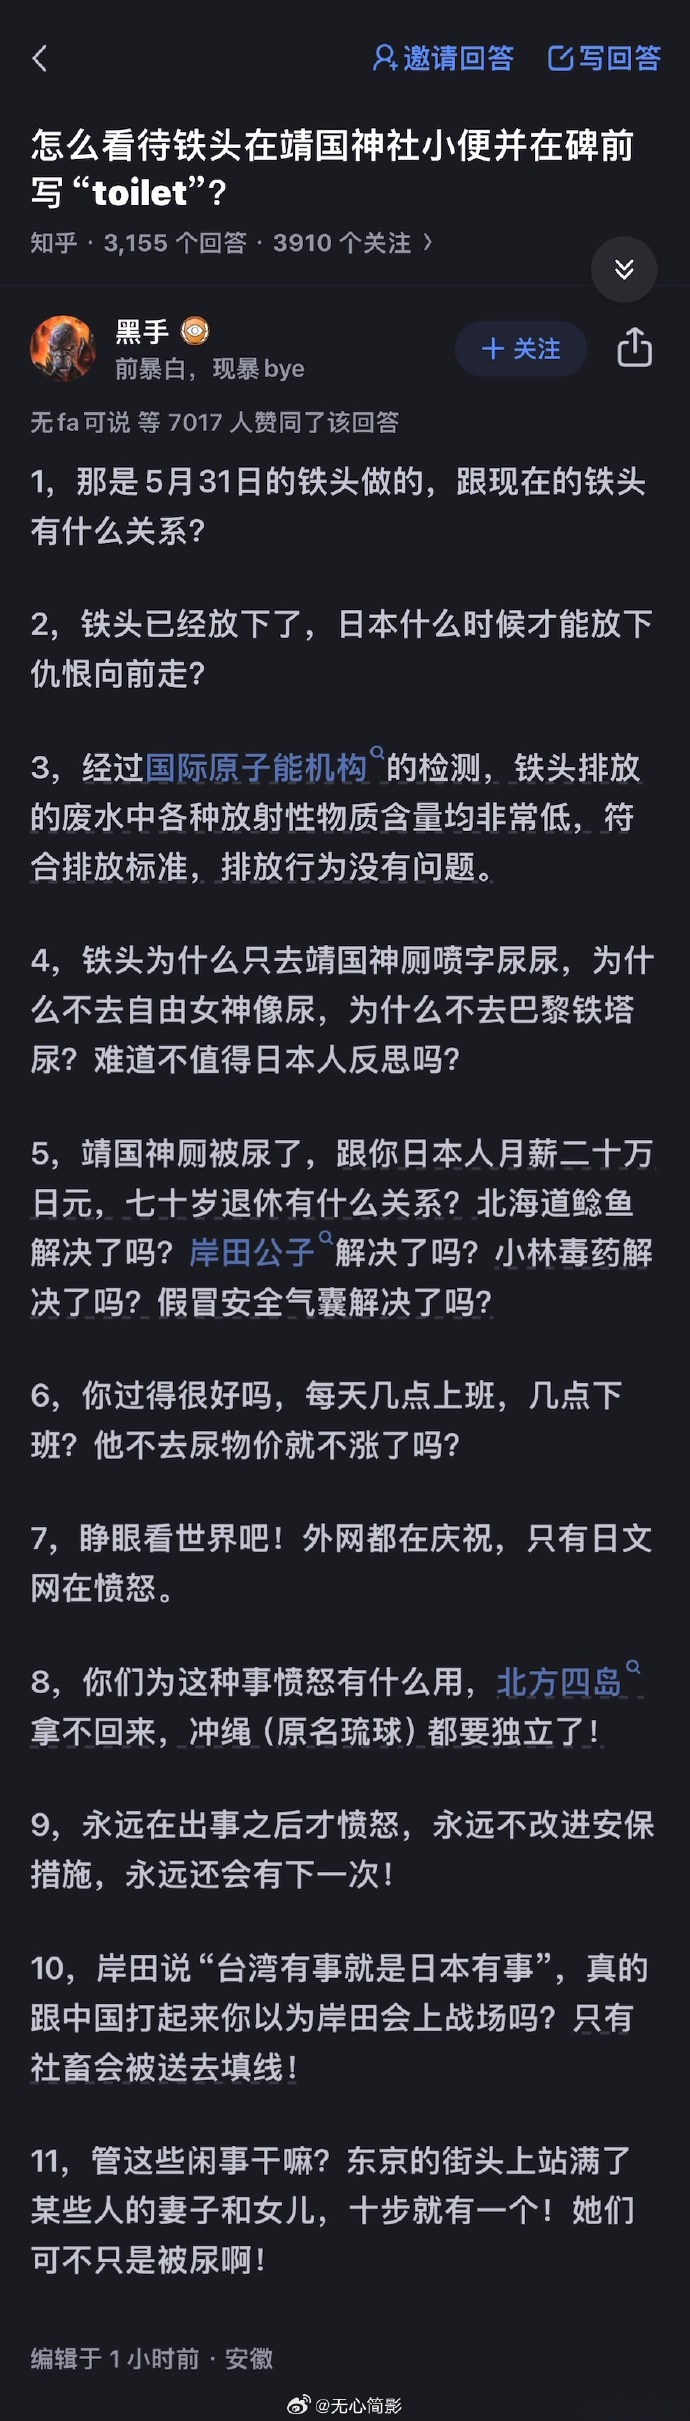 邀请回答 写回答
怎么看待铁头在靖国神社小便并在碑前
写 “toilet”?
知乎 · 3,155 个回答 · 3910 个关注 〉
黑手
前暴白，现暴bye
+ 关注
无fa可说 等 7017 人赞同了该回答
1，那是5月31日的铁头做的，跟现在的铁头
有什么关系?
2，铁头已经放下了，日本什么时候才能放下
仇恨向前走?
3，经过国际原子能机构的检测，铁头排放
的废水中各种放射性物质含量均非常低，符
合排放标准，排放行为没有问题。
4，铁头为什么只去靖国神厕喷字尿尿，为什
么不去自由女神像尿，为什么不去巴黎铁塔
尿? 难道不值得日本人反思吗?
5，靖国神厕被尿了，跟你日本人月薪二十万
日元，七十岁退休有什么关系? 北海道鲶鱼
解决了吗? 岸田公子解决了吗? 小林毒药解
决了吗? 假冒安全气囊解决了吗?
6，你过得很好吗，每天几点上班，几点下
班? 他不去尿物价就不涨了吗?
7，睁眼看世界吧! 外网都在庆祝，只有日文
网在愤怒。
8，你们为这种事愤怒有什么用，北方四岛
拿不回来，冲绳（原名琉球）都要独立了!
9，永远在出事之后才愤怒，永远不改进安保
措施，永远还会有下一次!
10，岸田说 “台湾有事就是日本有事”，真的
跟中国打起来你以为岸田会上战场吗? 只有
社畜会被送去填线!
11，管这些闲事干嘛? 东京的街头上站满了
某些人的妻子和女儿，十步就有一个! 她们
可不只是被尿啊!
编辑于 1 小时前 · 安徽
@无心简影